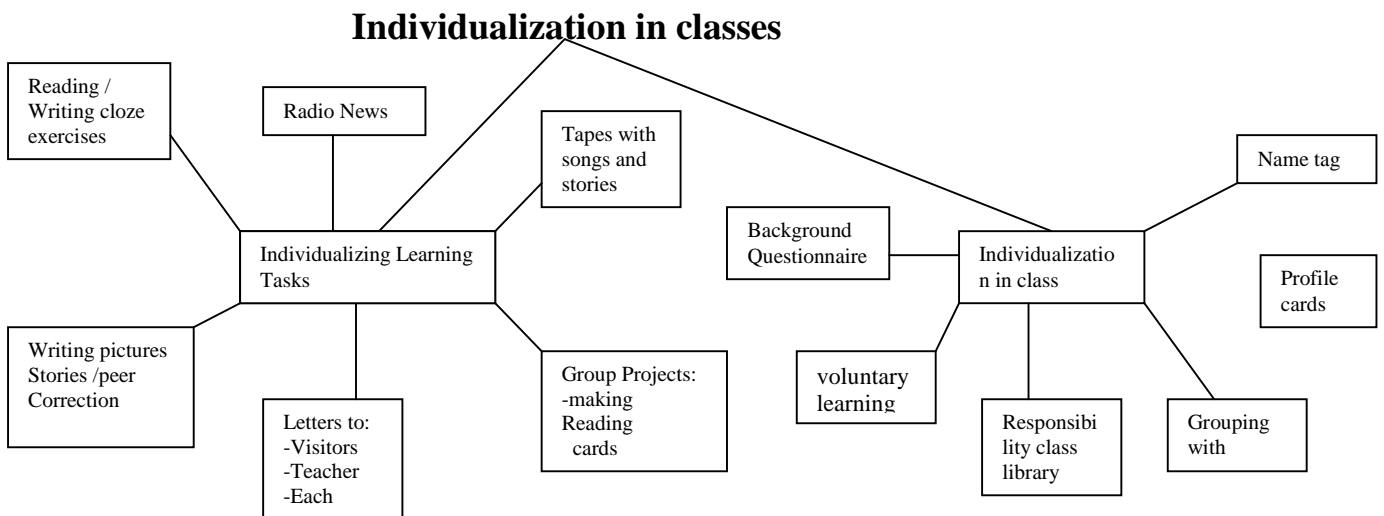 Individualization in classes
Reading /
Writing cloze
exercises
Radio News
Tapes with
songs and
stories
Name tag
Background
Questionnaire
Individualizing Learning
Tasks
Individualizatio
n in class
Profile
cards
Writing pictures
Stories /peer
Correction
Letters to:
-Visitors
-Teacher
-Each
Group Projects:
-making
Reading
cards
voluntary
learning
Responsibi
lity class
library
Grouping
with